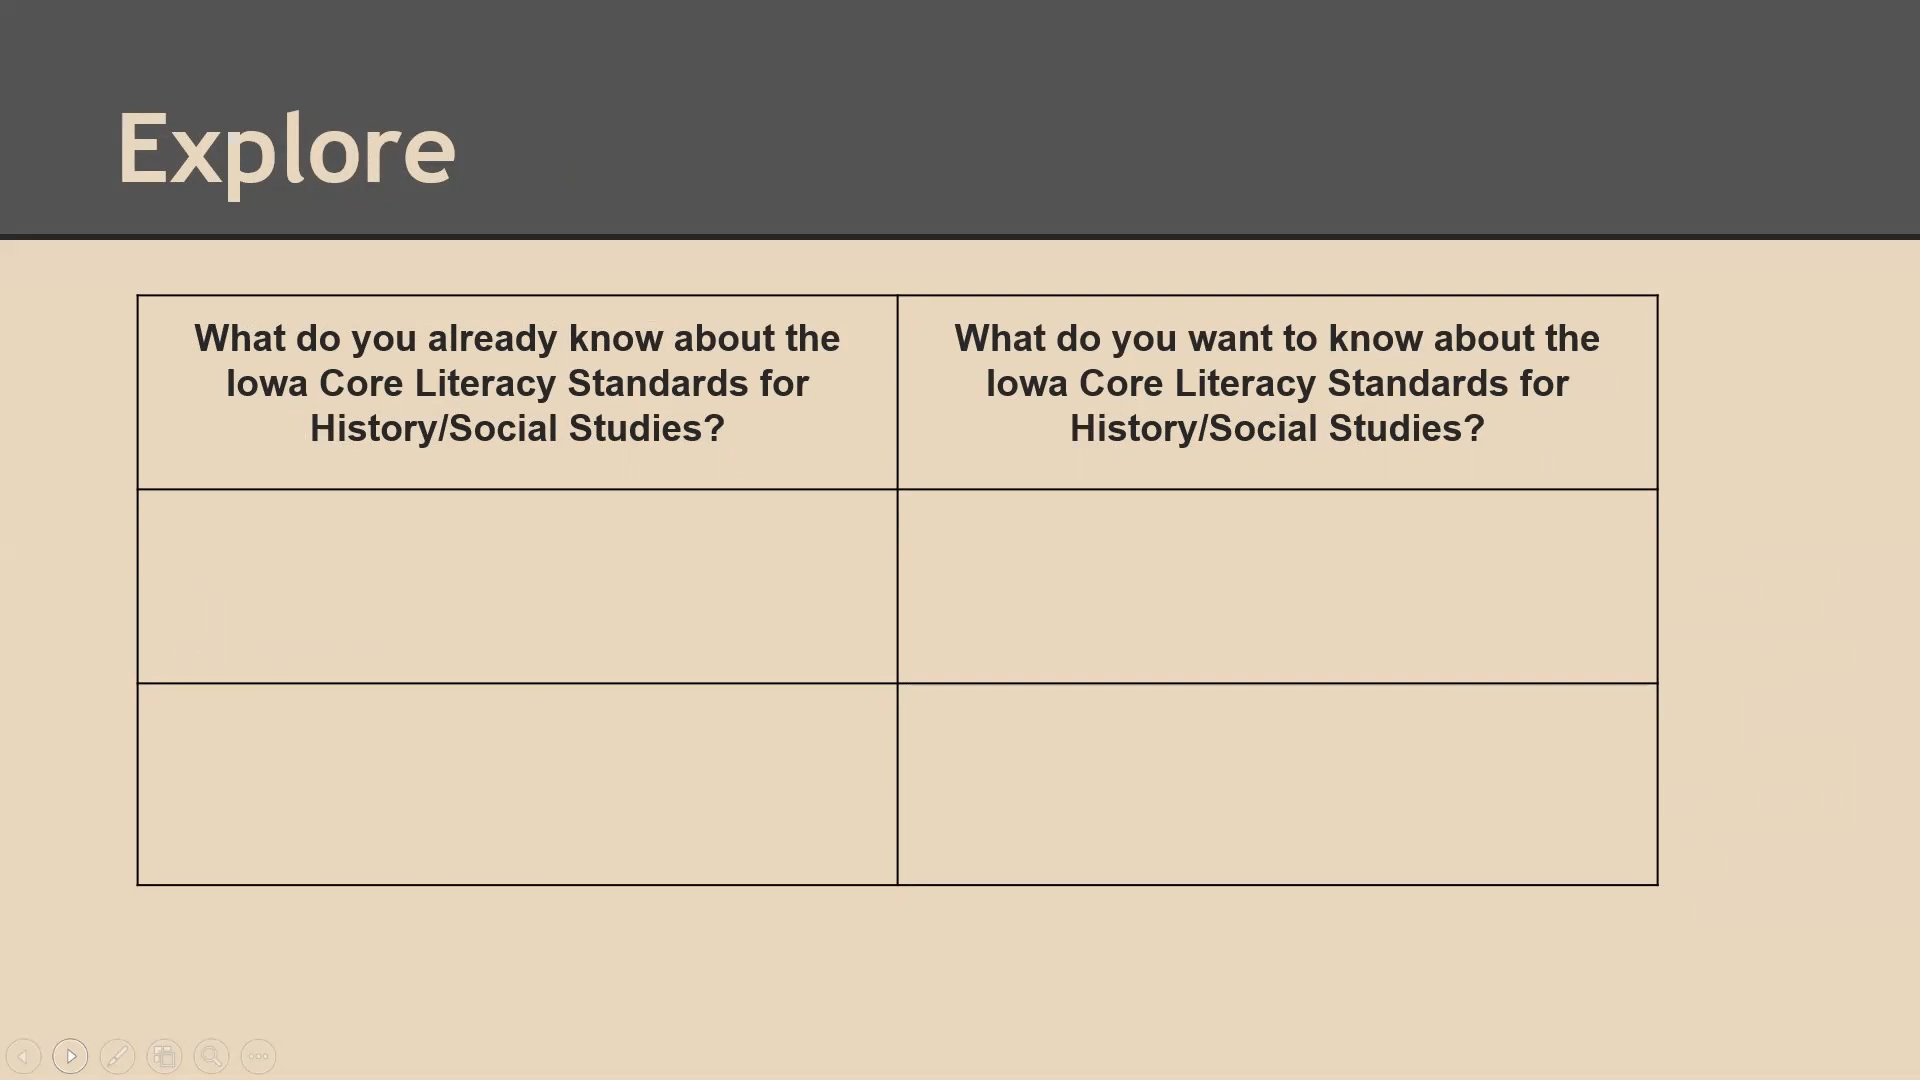 Explore
What do you already know about the
Iowa Core Literacy Standards for
History/Social Studies?
What do you want to know about the
Iowa Core Literacy Standards for
History/Social Studies?